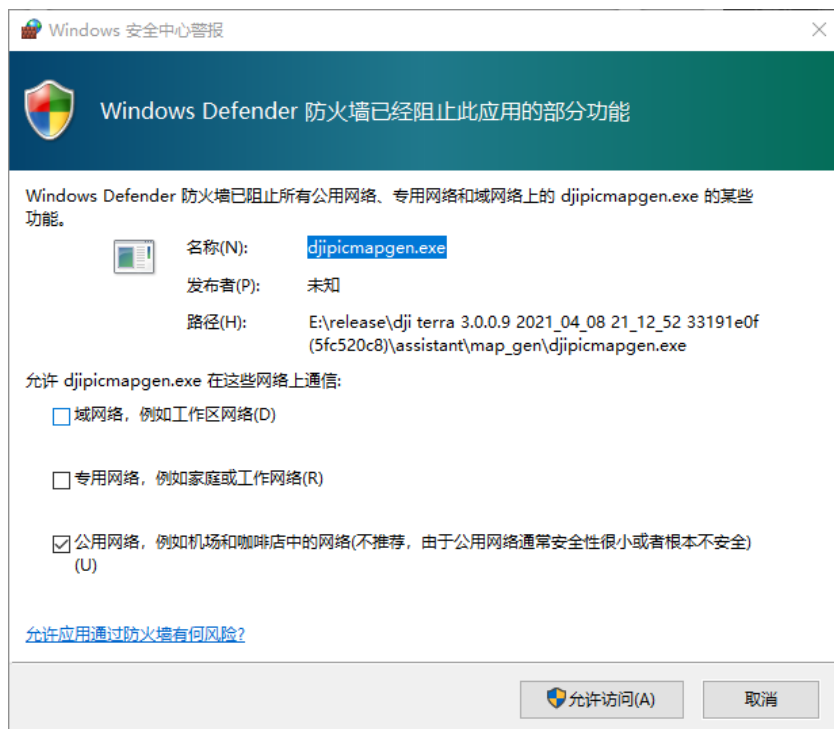 Windows 安全中心警报
Windows Defender 防火墙已经阻止此应用的部分功能
Windows Defender 防火墙已阻止所有公用网络、专用网络和域网络上的 djipicmapgen.exe 的某些
功能。
名称(N): djipicmapgen.exe
发布者(P): 未知
路径(H): E:\release\dji terra 3.0.0.9 2021_04_08 21_12_52 33191e0f
(5fc520c8)\assistant\map_gen\djipicmapgen.exe
允许 djipicmapgen.exe 在这些网络上通信:
域网络，例如工作区网络(D)
专用网络，例如家庭或工作网络(R)
公用网络，例如机场和咖啡店中的网络(不推荐，由于公用网络通常安全性很小或者根本不安全)
(U)
允许应用通过防火墙有何风险?
允许访问(A) 取消